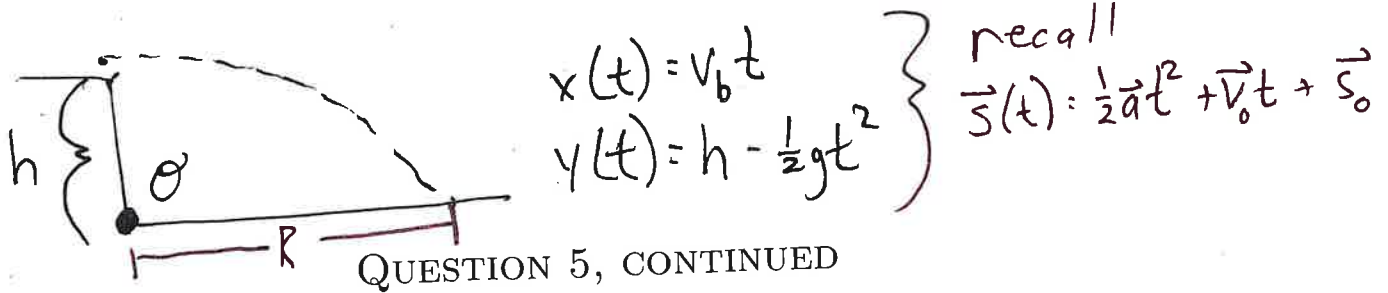 recall
x(t) = v_b t
s⃗(t) = ½a⃗t² + v⃗₀t + s⃗₀
y(t) = h - ½gt²
h
O
R
QUESTION 5, CONTINUED